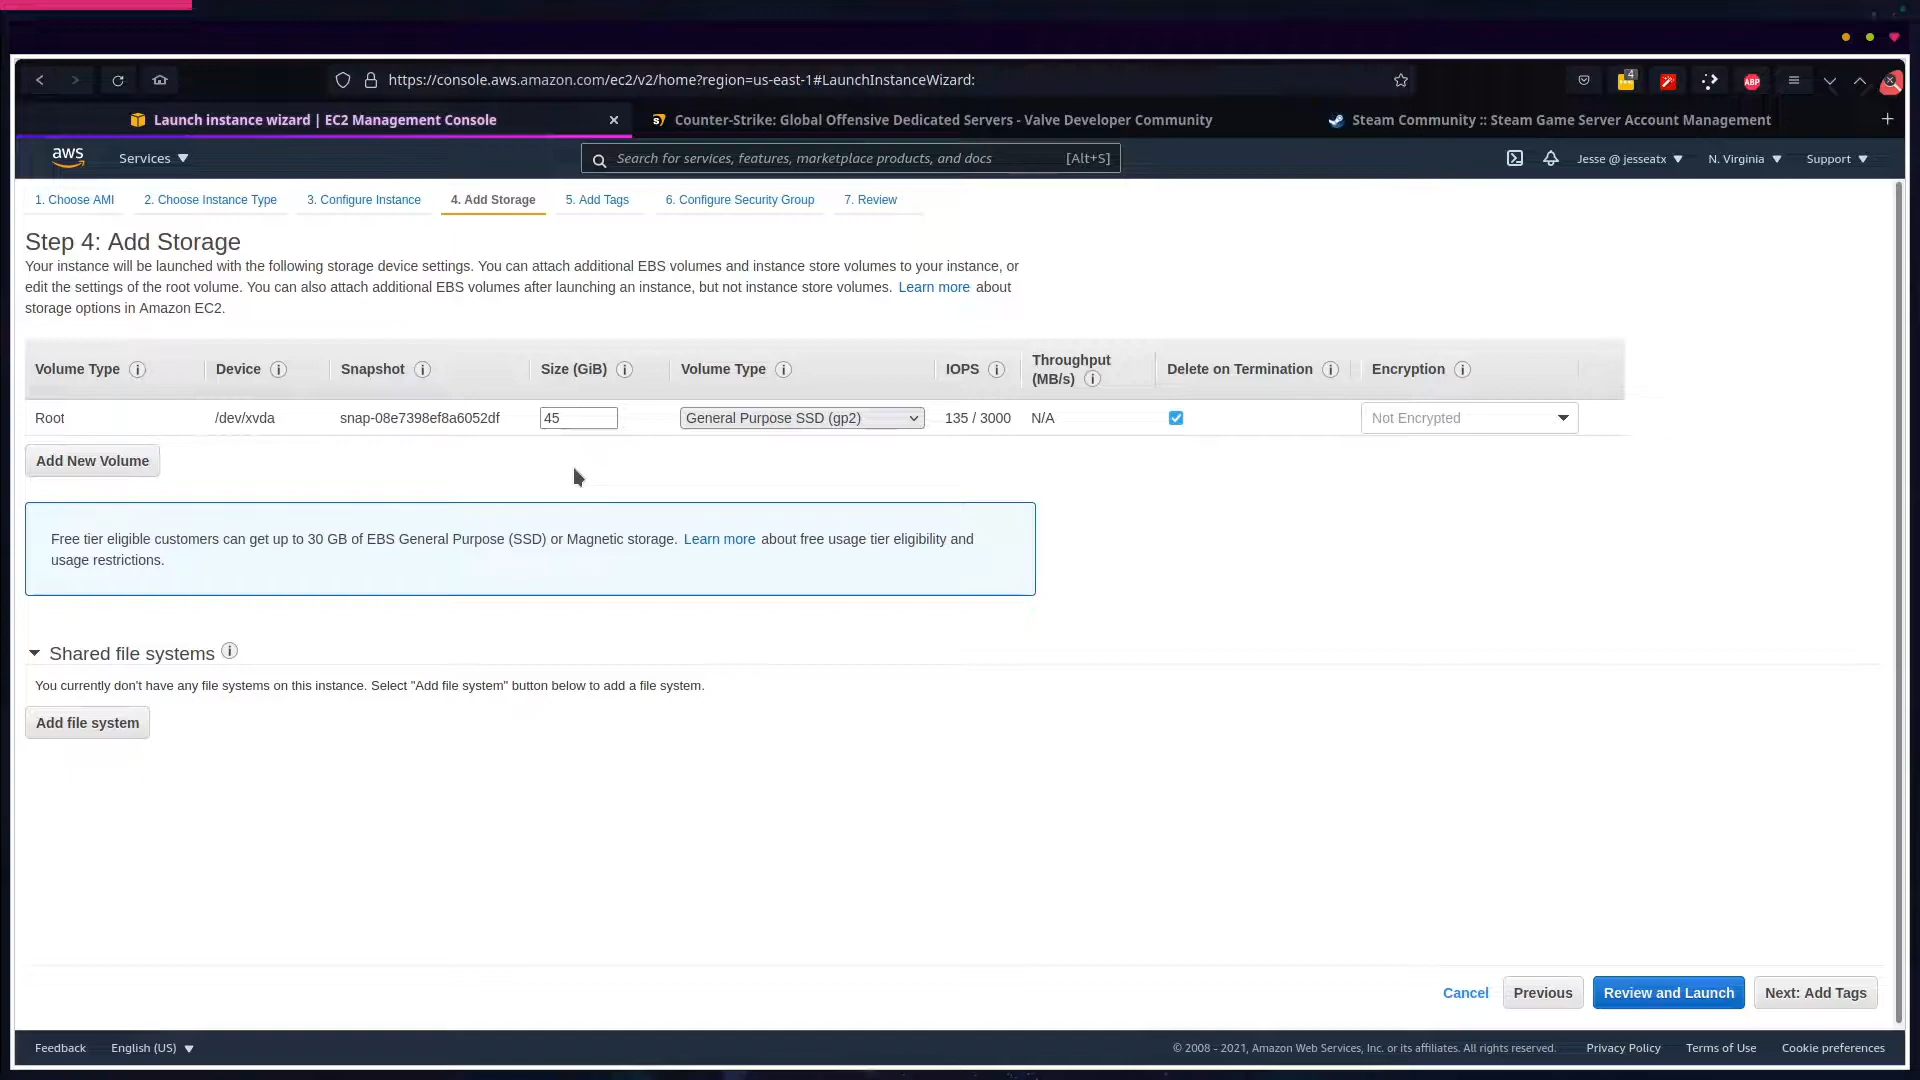 https://console.aws.amazon.com/ec2/v2/home?region=us-east-1#LaunchInstanceWizard:
4
ABP
Launch instance wizard | EC2 Management Console
Counter-Strike: Global Offensive Dedicated Servers - Valve Developer Community
Steam Community :: Steam Game Server Account Management
aws
Services
Search for services, features, marketplace products, and docs
[Alt+S]
Jesse @ jesseatx
N. Virginia
Support
1. Choose AMI
2. Choose Instance Type
3. Configure Instance
4. Add Storage
5. Add Tags
6. Configure Security Group
7. Review
Step 4: Add Storage
Your instance will be launched with the following storage device settings. You can attach additional EBS volumes and instance store volumes to your instance, or
edit the settings of the root volume. You can also attach additional EBS volumes after launching an instance, but not instance store volumes. Learn more about
storage options in Amazon EC2.
Volume Type
Device
Snapshot
Size (GiB)
Volume Type
IOPS
Throughput
(MB/s)
Delete on Termination
Encryption
Root
/dev/xvda
snap-08e7398ef8a6052df
45
General Purpose SSD (gp2)
135 / 3000
N/A
Not Encrypted
Add New Volume
Free tier eligible customers can get up to 30 GB of EBS General Purpose (SSD) or Magnetic storage. Learn more about free usage tier eligibility and
usage restrictions.
Shared file systems
You currently don't have any file systems on this instance. Select "Add file system" button below to add a file system.
Add file system
Cancel
Previous
Review and Launch
Next: Add Tags
Feedback
English (US)
© 2008 - 2021, Amazon Web Services, Inc. or its affiliates. All rights reserved.
Privacy Policy
Terms of Use
Cookie preferences